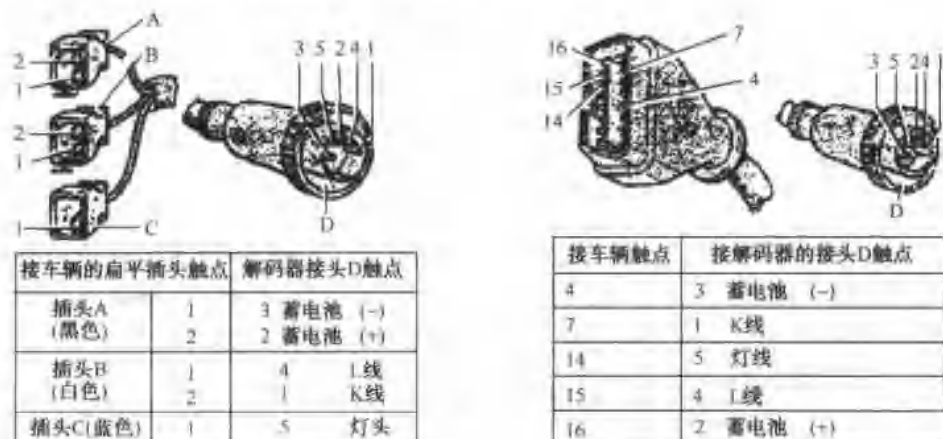 A
B
2
1
2
1
1
C
3 5 2 4 1
D
接车辆的扁平插头触点 解码器接头D触点
插头A
(黑色)
1 3 蓄电池 (-)
2 2 蓄电池 (+)
插头B
(白色)
1 4 L线
2 1 K线
插头C(蓝色) 1 5 灯头
16
15
14
7
4
3 5 2 4 1
D
接车辆触点 接解码器的接头D触点
4 3 蓄电池 (-)
7 1 K线
14 5 灯线
15 4 L线
16 2 蓄电池 (+)